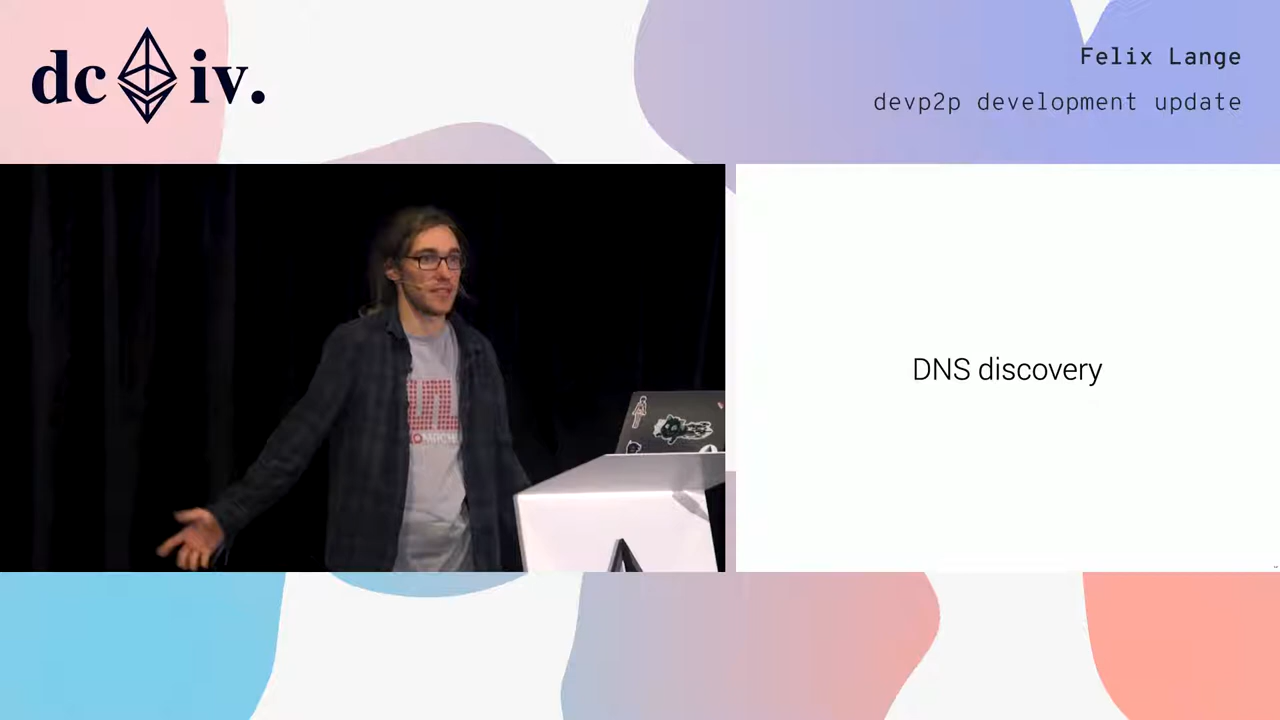 dc iv.
Felix Lange
devp2p development update
DNS discovery